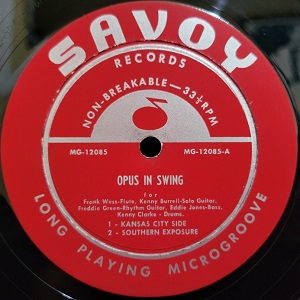 SAVOY
RECORDS
NON-BREAKABLE—33⅓ RPM
MG-12085
MG-12085-A
OPUS IN SWING
for
Frank Wess-Flute, Kenny Burrell-Solo Guitar,
Freddie Green-Rhythm Guitar, Eddie Jones-Bass,
Kenny Clarke - Drums.
1 - KANSAS CITY SIDE
2 - SOUTHERN EXPOSURE
LONG PLAYING MICROGROOVE